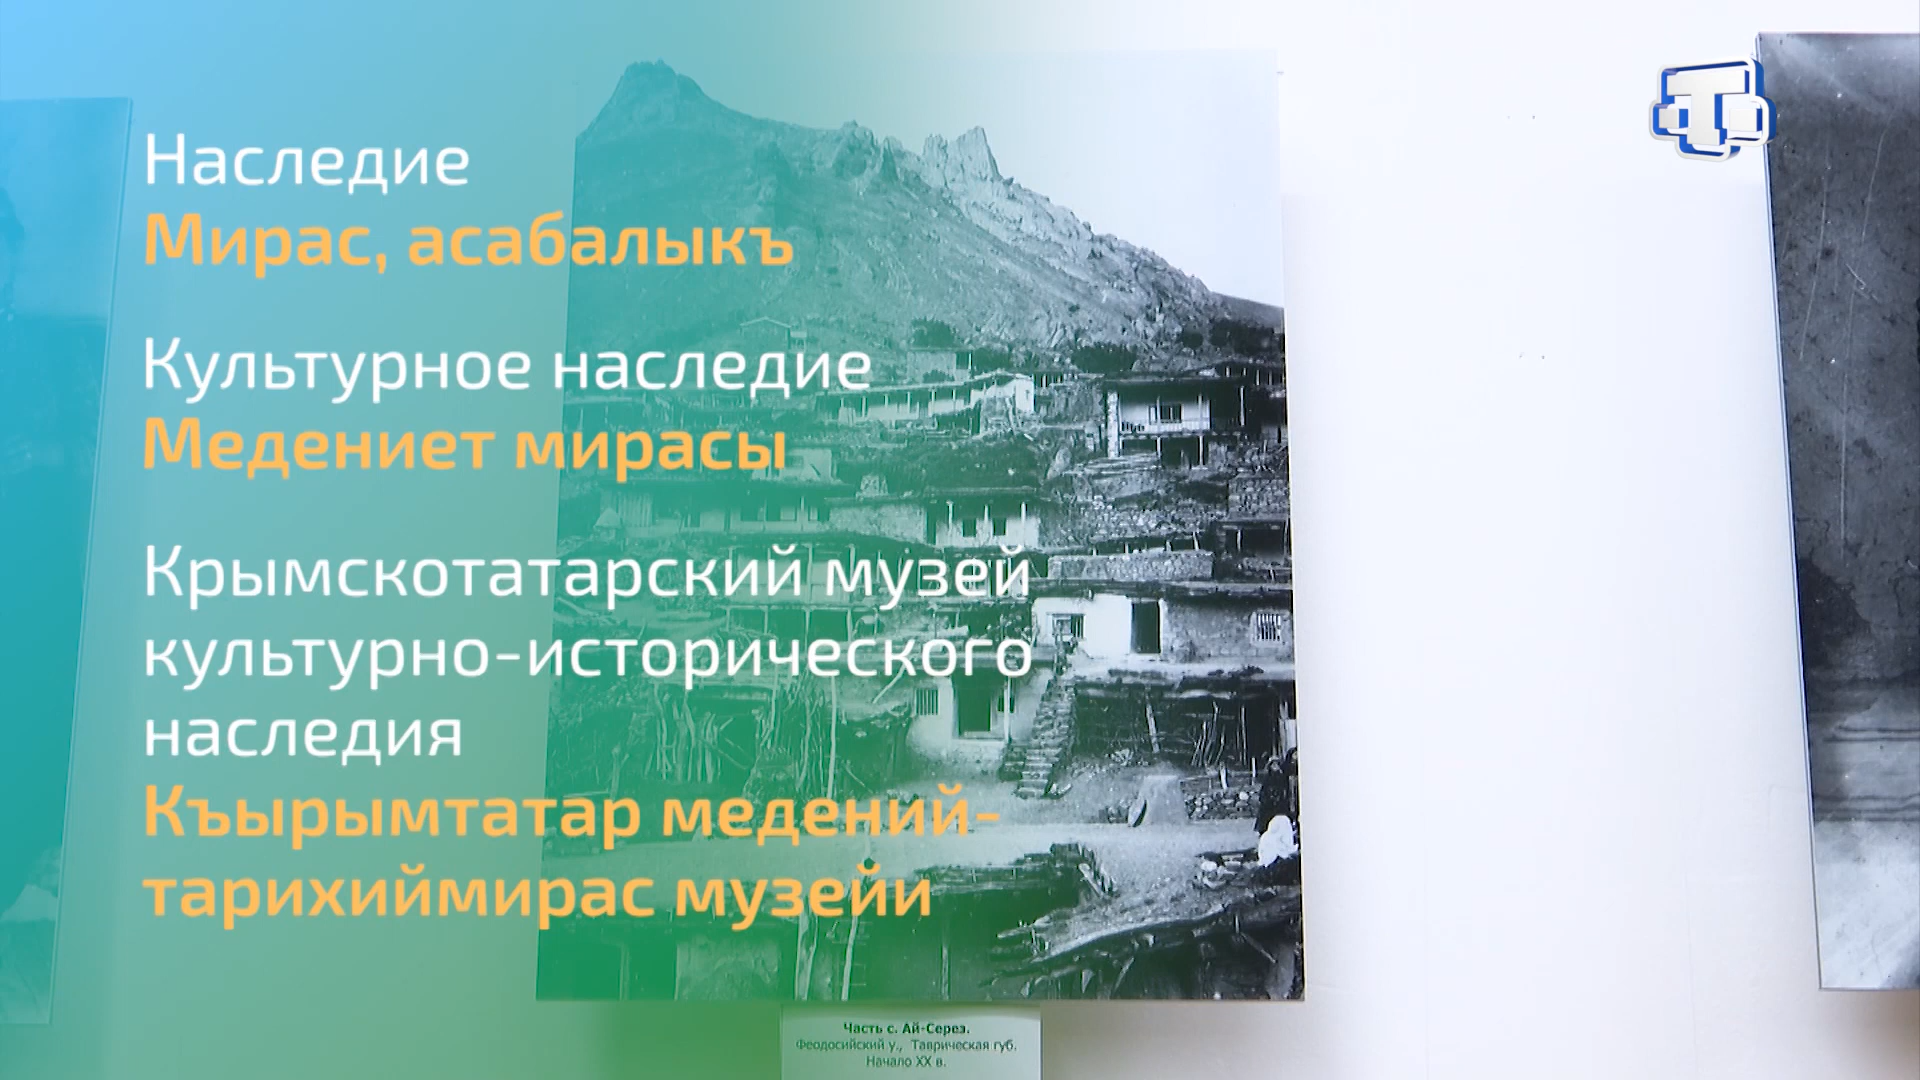 Наследие
Мирас, асабалыкъ
Культурное наследие
Медениет мирасы
Крымскотатарский музей
культурно-исторического
наследия
Къырымтатар медений-
тарихиймирас музейи
Часть с. Ай-Серез.
Феодосийский у., Таврическая губ.
Начало XX в.